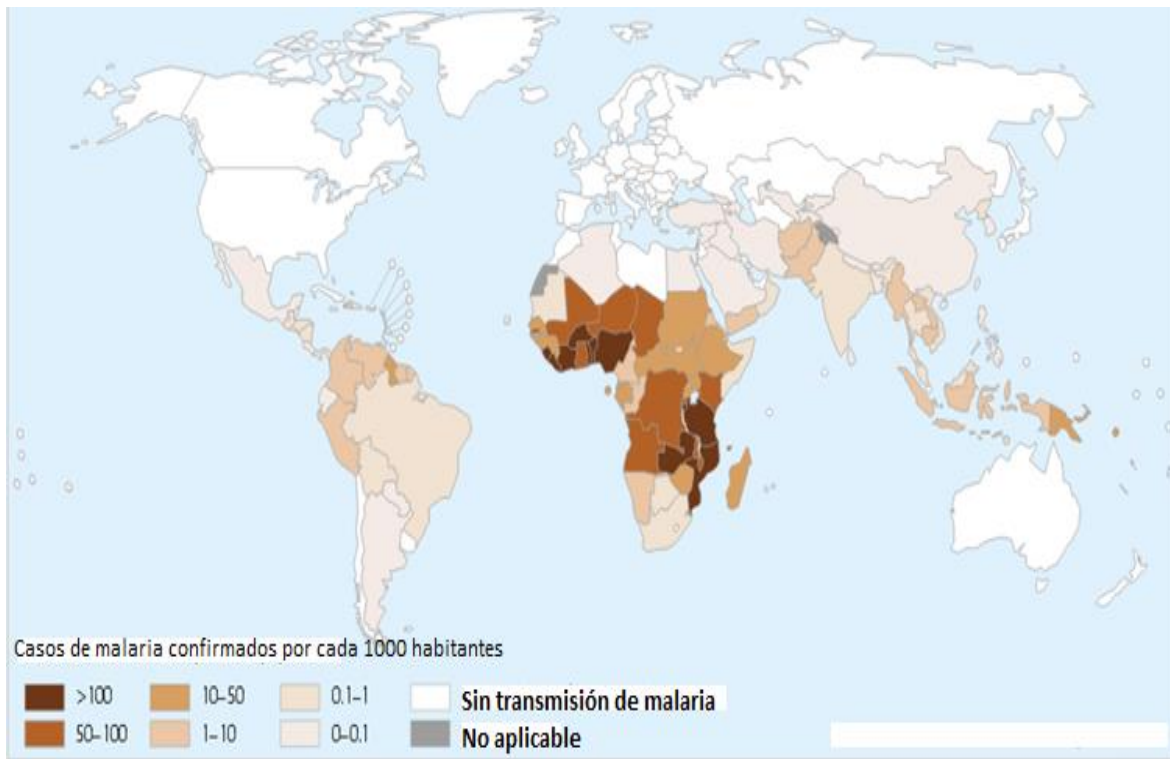 Casos de malaria confirmados por cada 1000 habitantes
>100 10–50 0.1–1 Sin transmisión de malaria
50–100 1–10 0–0.1 No aplicable